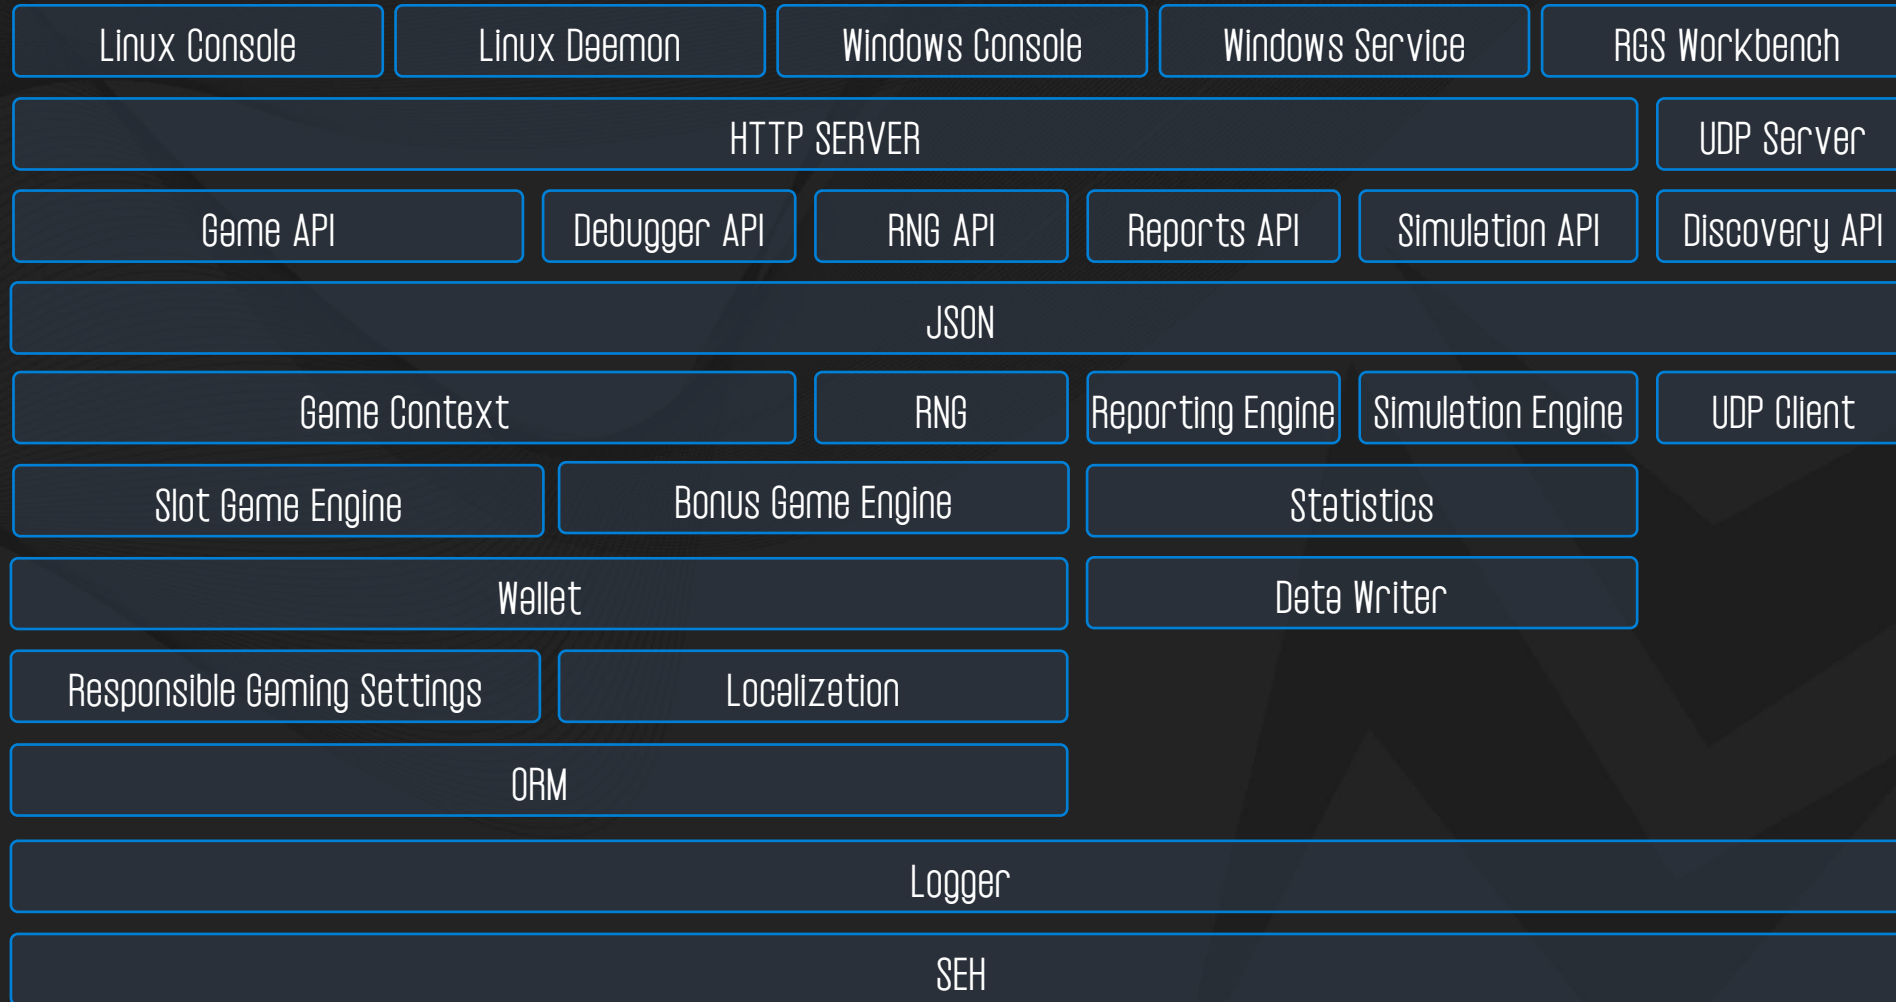 Linux Console
Linux Daemon
Windows Console
Windows Service
RGS Workbench
HTTP SERVER
UDP Server
Game API
Debugger API
RNG API
Reports API
Simulation API
Discovery API
JSON
Game Context
RNG
Reporting Engine
Simulation Engine
UDP Client
Slot Game Engine
Bonus Game Engine
Statistics
Wallet
Data Writer
Responsible Gaming Settings
Localization
ORM
Logger
SEH